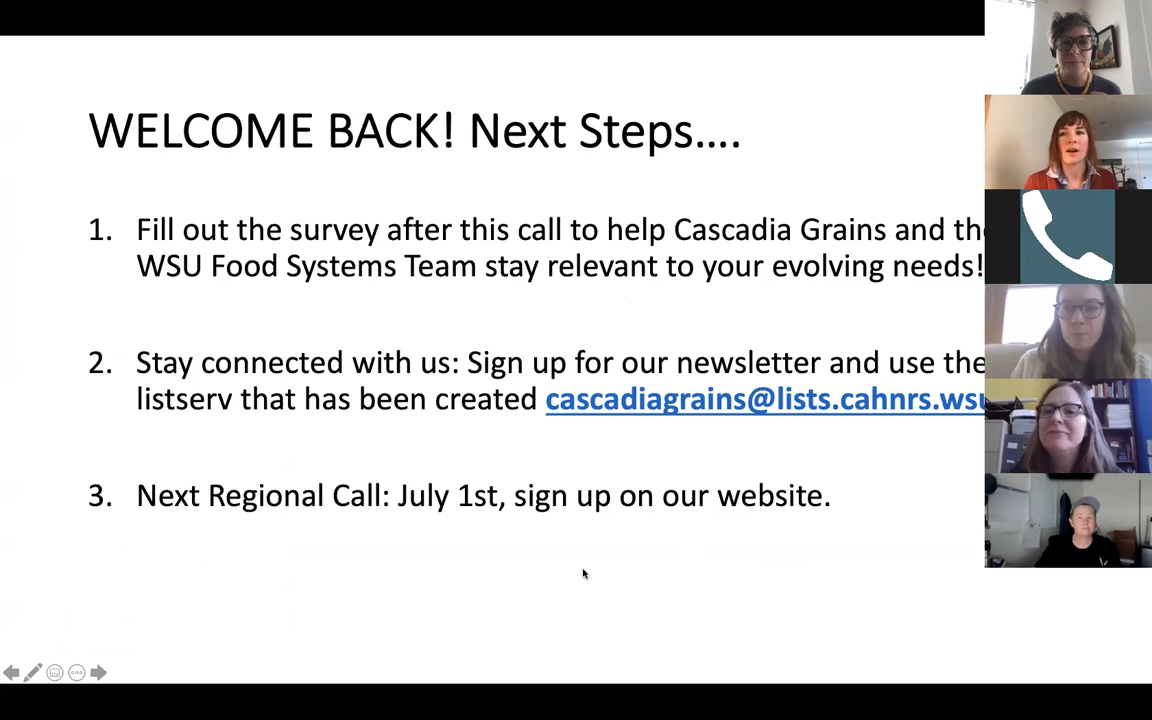 WELCOME BACK! Next Steps....
1. Fill out the survey after this call to help Cascadia Grains and
WSU Food Systems Team stay relevant to your evolving needs!
2. Stay connected with us: Sign up for our newsletter and use the
listserv that has been created cascadiagrains@lists.cahnrs.wsu
3. Next Regional Call: July 1st, sign up on our website.